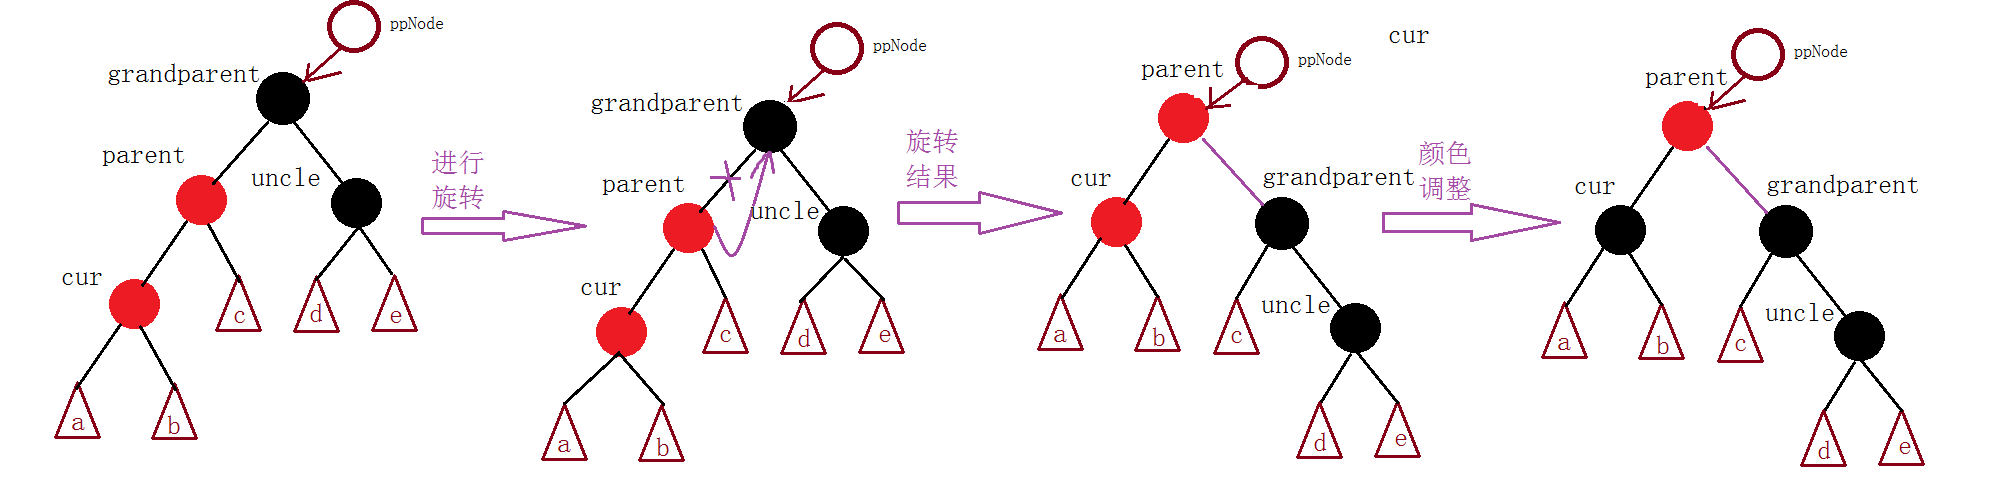 ppNode
grandparent
parent
uncle
cur
c
d
e
a
b
进行
旋转
ppNode
grandparent
parent
uncle
cur
c
d
e
a
b
旋转
结果
cur
parent
ppNode
cur
grandparent
uncle
a
b
c
d
e
颜色
调整
parent
ppNode
cur
grandparent
uncle
a
b
c
d
e